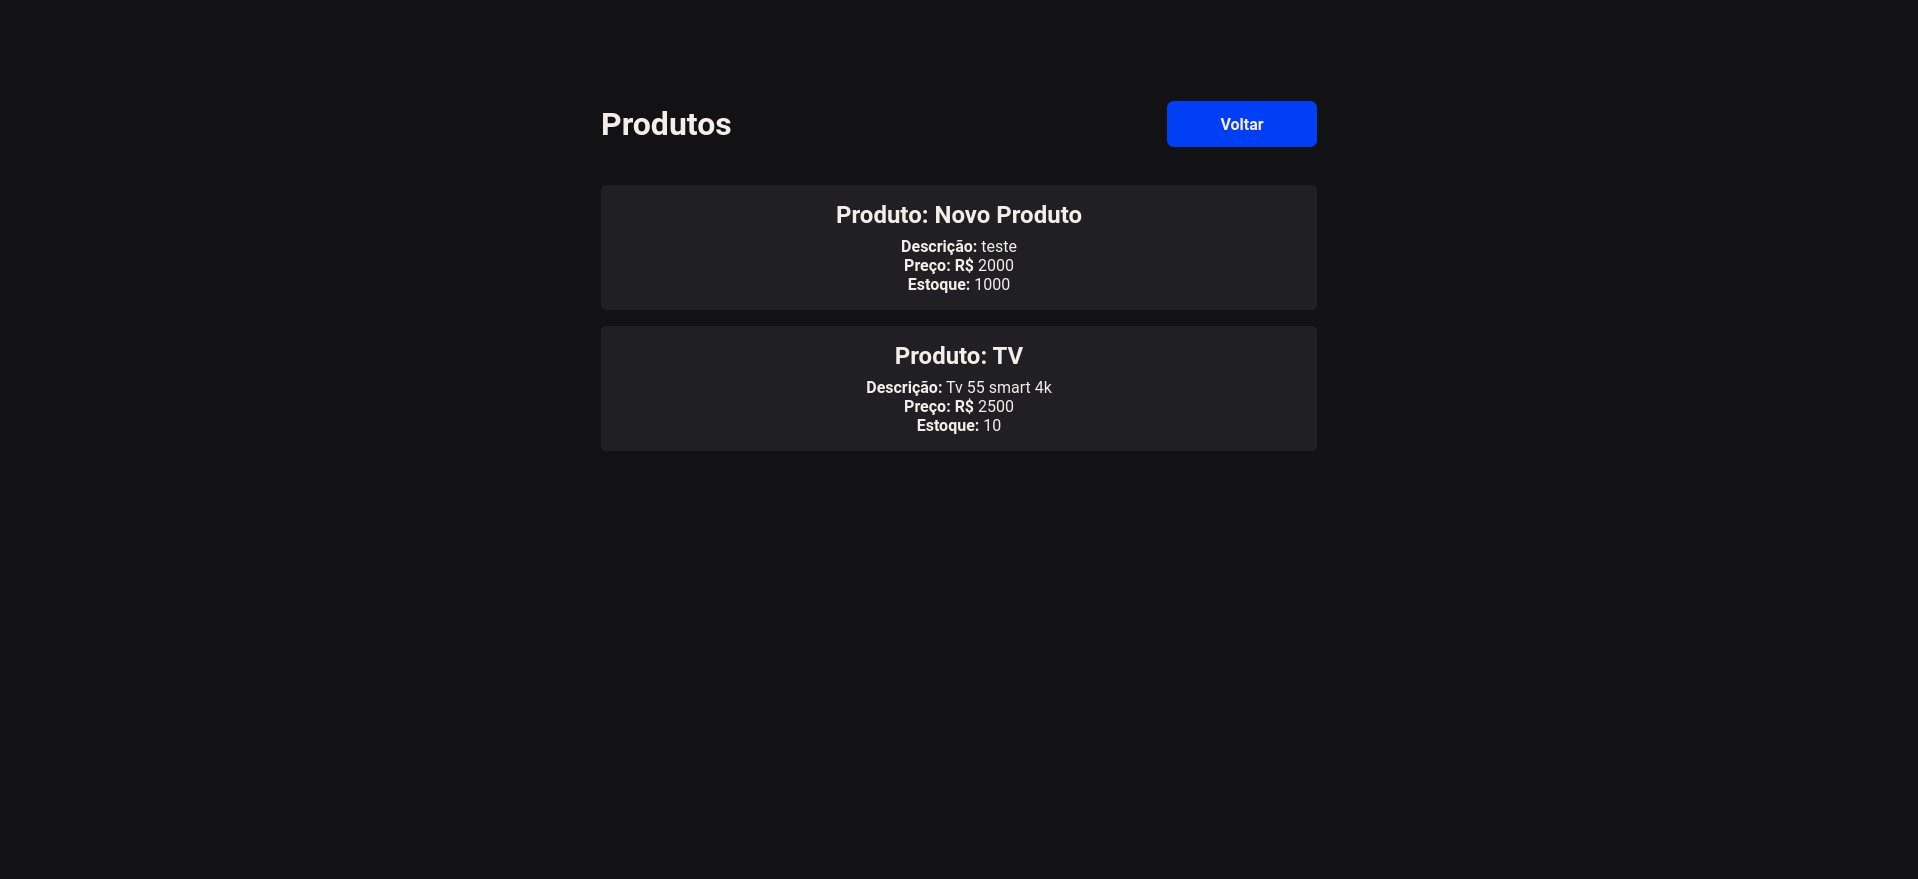 Produtos
Voltar
Produto: Novo Produto
Descrição: teste
Preço: R$ 2000
Estoque: 1000
Produto: TV
Descrição: Tv 55 smart 4k
Preço: R$ 2500
Estoque: 10